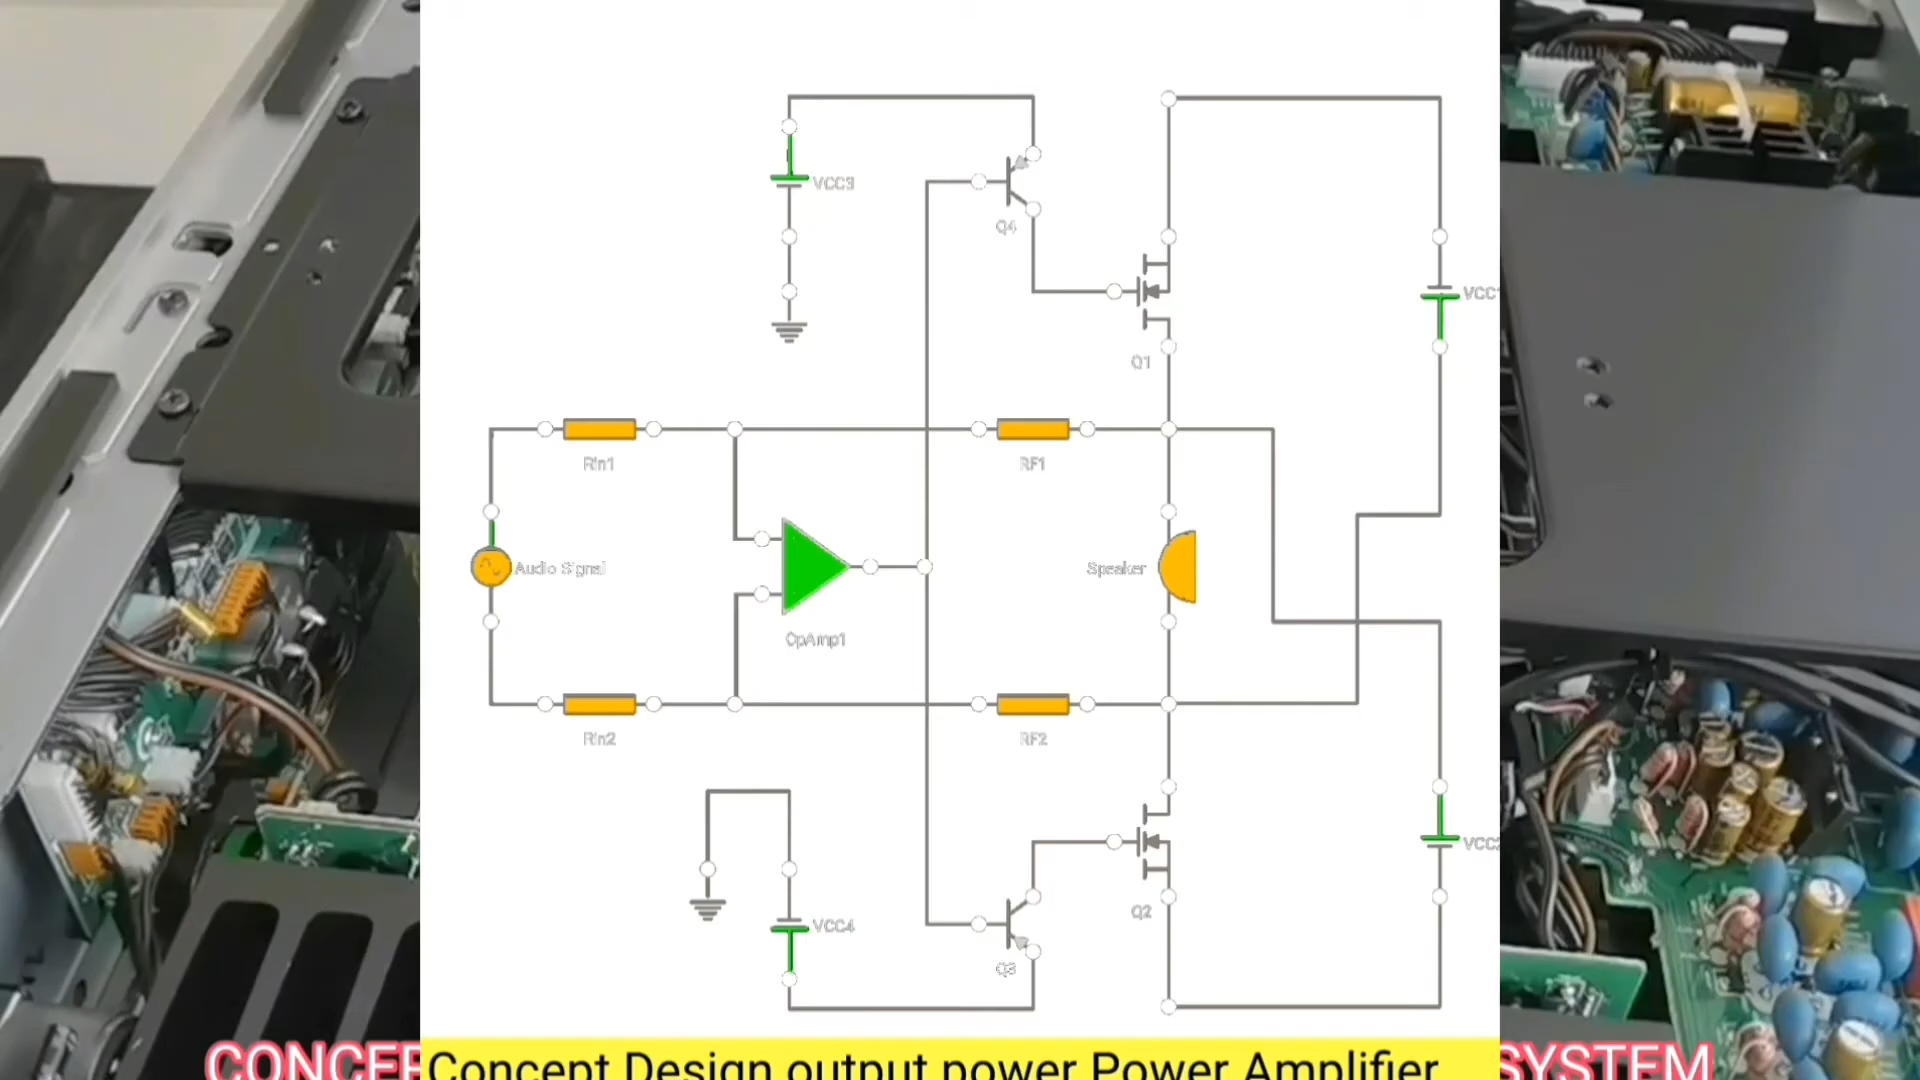 VCC3
Q4
VCC
Q1
Rin1
RF1
Audio Signal
Speaker
OpAmp1
Rin2
RF2
VCC
VCC4
Q2
Q3
CONCEP
Concept Design output power Power Amplifier
SYSTEM